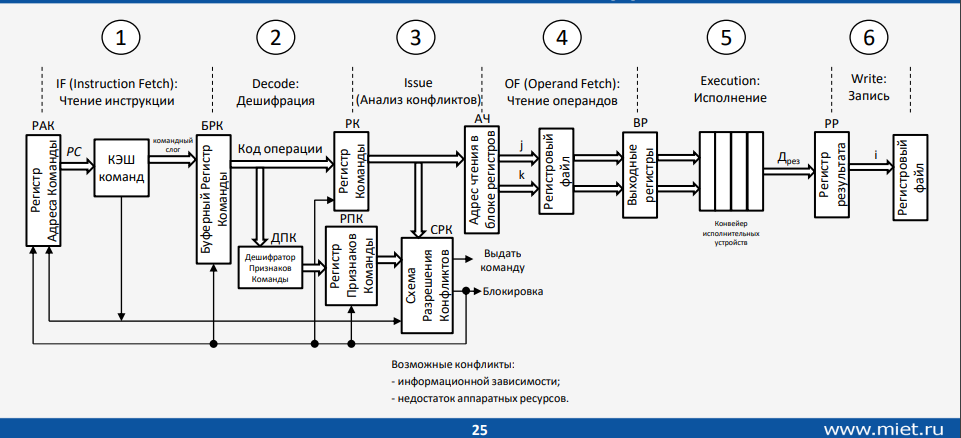 1
2
3
4
5
6
IF (Instruction Fetch):
Чтение инструкции
Decode:
Дешифрация
Issue
(Анализ конфликтов)
OF (Operand Fetch):
Чтение операндов
Execution:
Исполнение
Write:
Запись
РАК
Регистр
Адреса Команды
PC
КЭШ
команд
командный
слог
БРК
Буферный Регистр
Команды
Код операции
ДПК
Дешифратор
Признаков
Команды
РК
Регистр
Команды
РПК
Регистр
Признаков
Команды
СРК
Схема
Разрешения
Конфликтов
АЧ
Адрес чтения в
блоке регистров
j
k
Регистровый
файл
ВР
Выходные
регистры
Конвейер
исполнительных
устройств
Дрез
РР
Регистр
результата
i
Регистровый
файл
Выдать
команду
Блокировка
Возможные конфликты:
- информационной зависимости;
- недостаток аппаратных ресурсов.
25
www.miet.ru